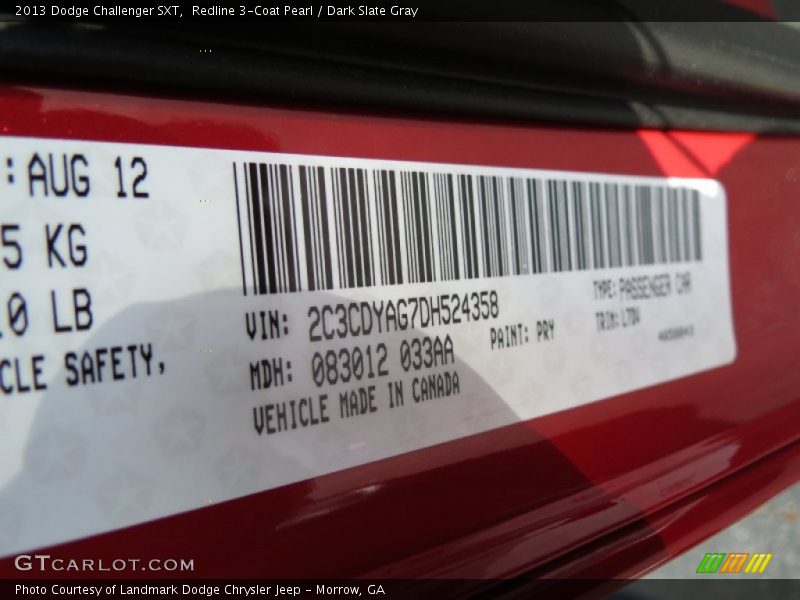 2013 Dodge Challenger SXT, Redline 3-Coat Pearl / Dark Slate Gray
:AUG 12
5 KG
0 LB
CLE SAFETY,
VIN: 2C3CDYAG7DH524358
MDH: 083012 033AA
VEHICLE MADE IN CANADA
PAINT: PRY
TYPE: PASSENGER CAR
TRIM:
GTCARLOT.COM
Photo Courtesy of Landmark Dodge Chrysler Jeep - Morrow, GA